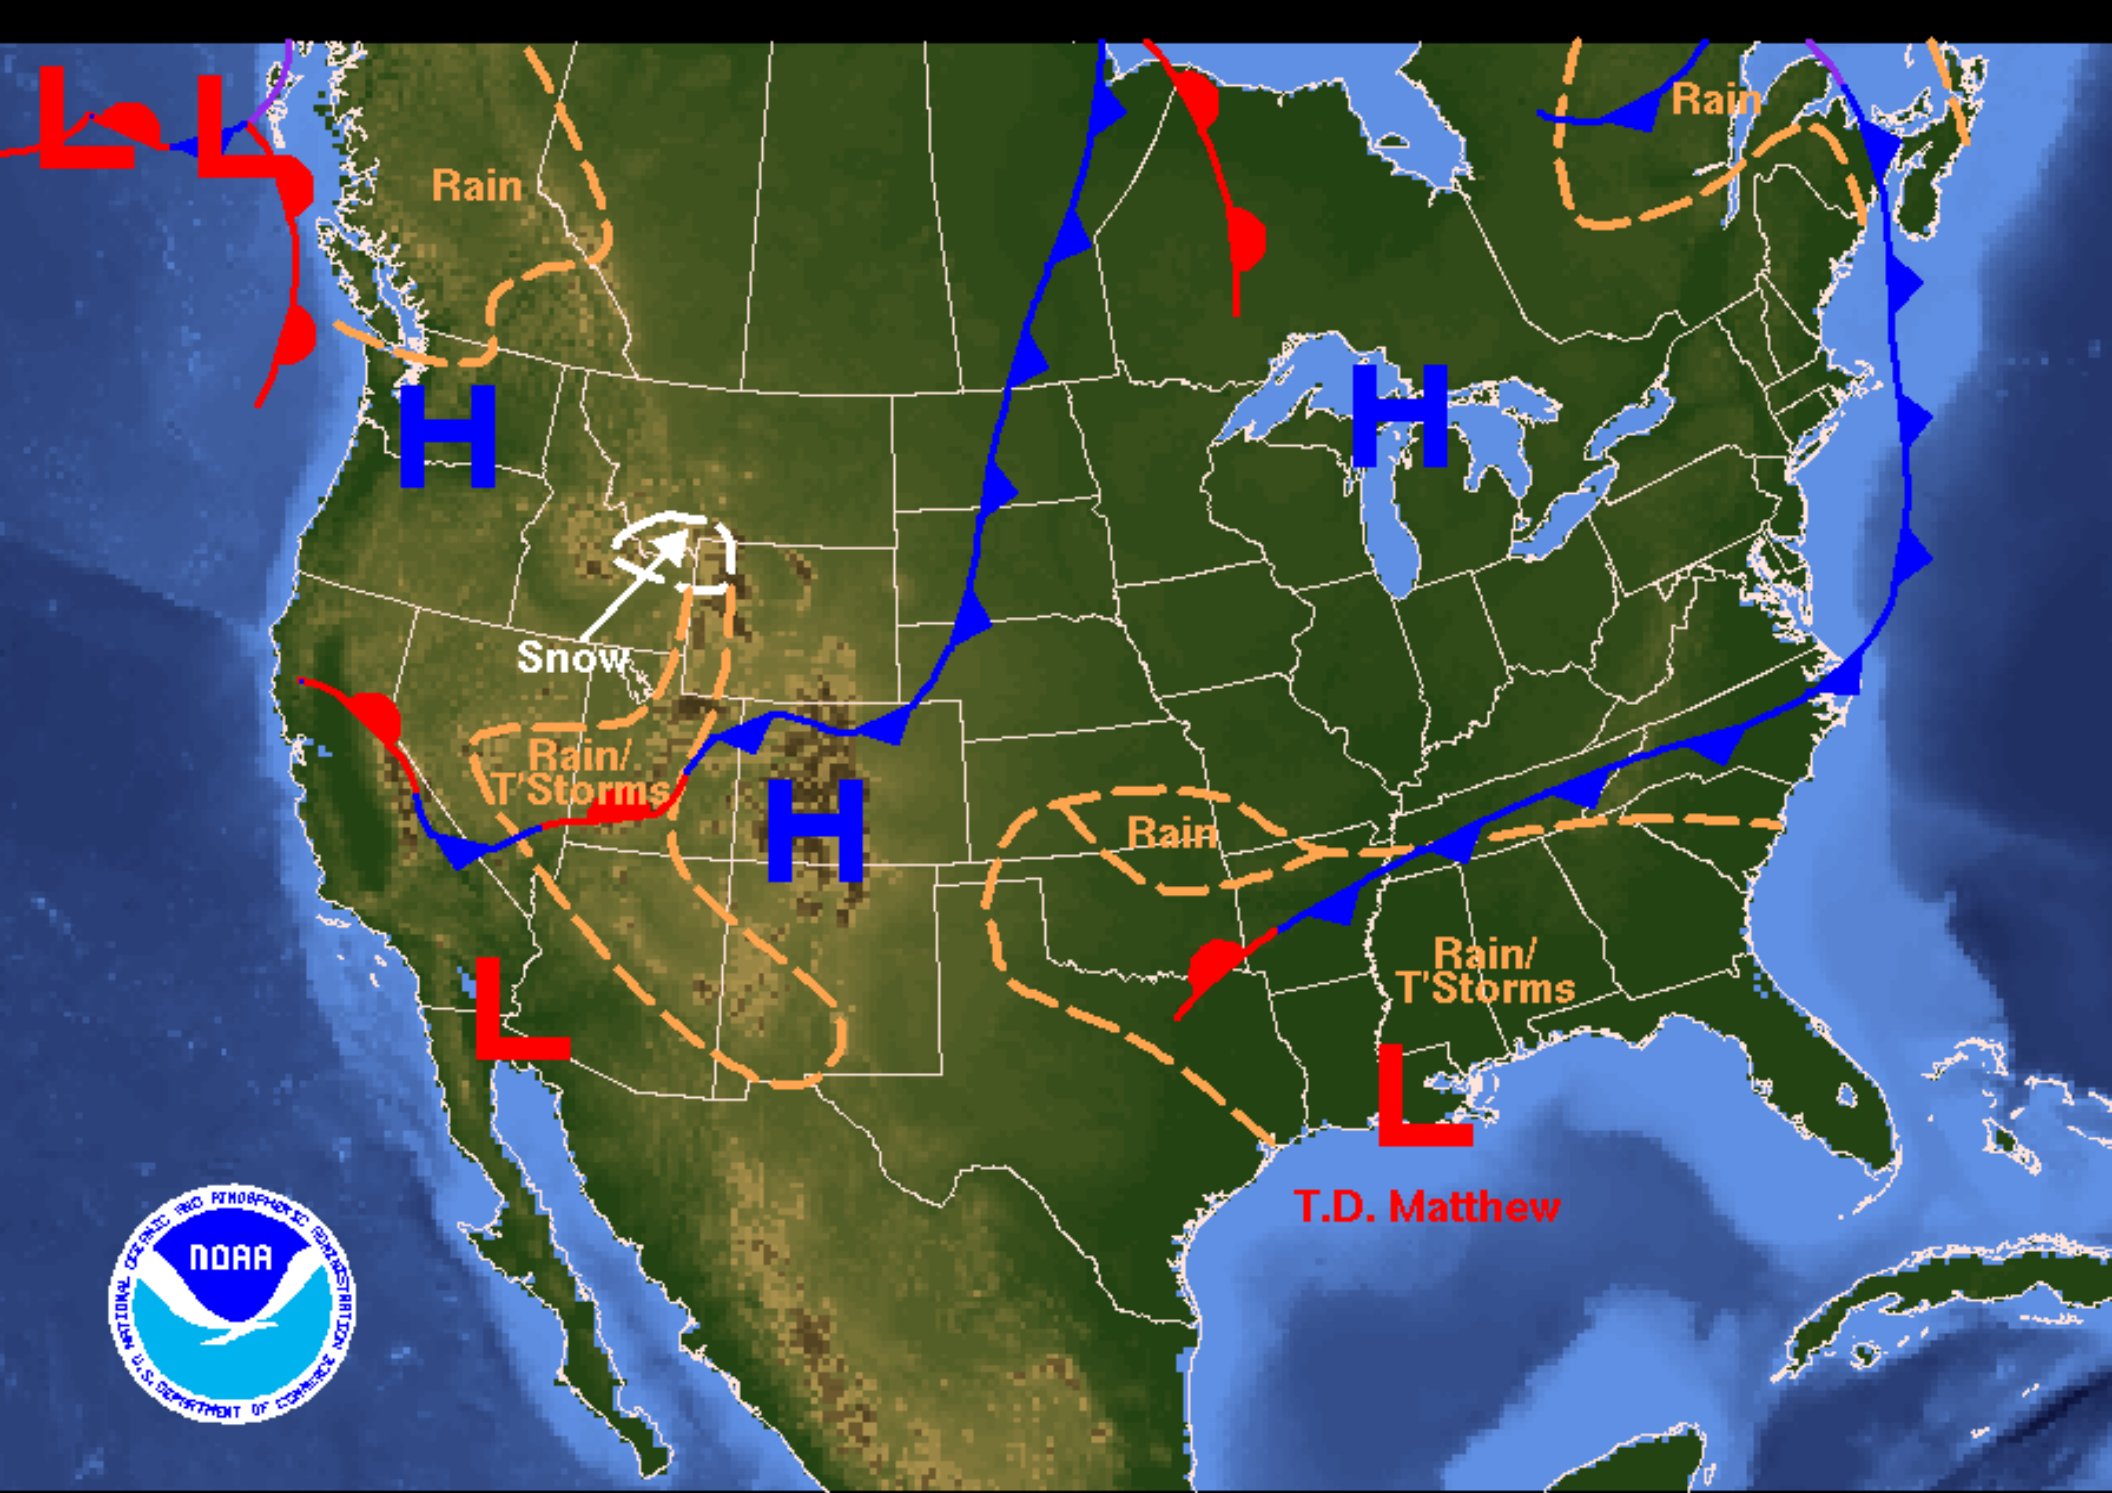 L
L
Rain
Rain
H
H
Snow
Rain/
T'Storms
H
Rain
Rain/
T'Storms
L
L
T.D. Matthew
NOAA
NATIONAL OCEANIC AND ATMOSPHERIC ADMINISTRATION
U.S. DEPARTMENT OF COMMERCE